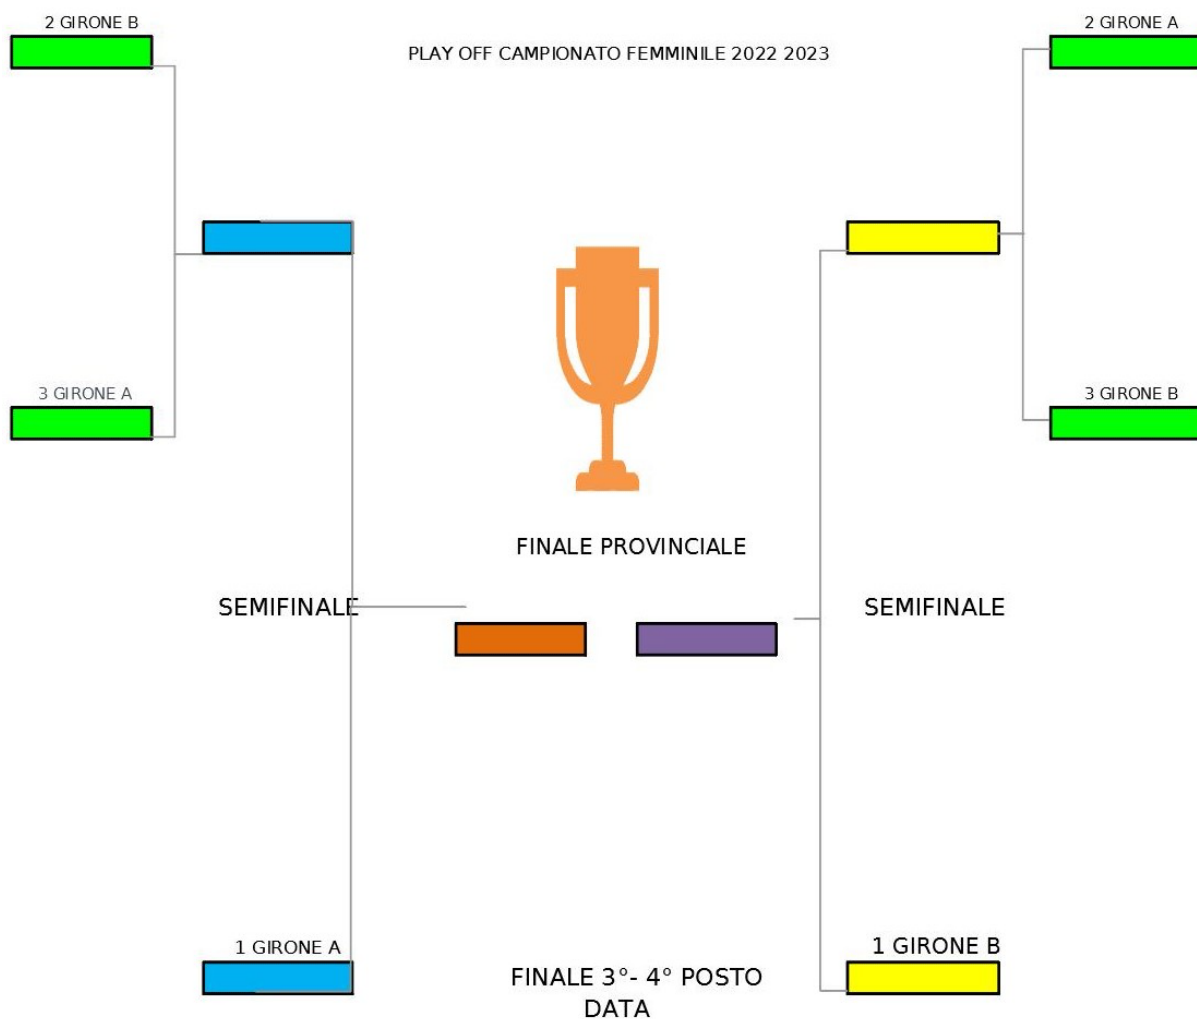 2 GIRONE B
2 GIRONE A
PLAY OFF CAMPIONATO FEMMINILE 2022 2023
3 GIRONE A
3 GIRONE B
FINALE PROVINCIALE
SEMIFINALE
SEMIFINALE
1 GIRONE A
1 GIRONE B
FINALE 3°- 4° POSTO
DATA